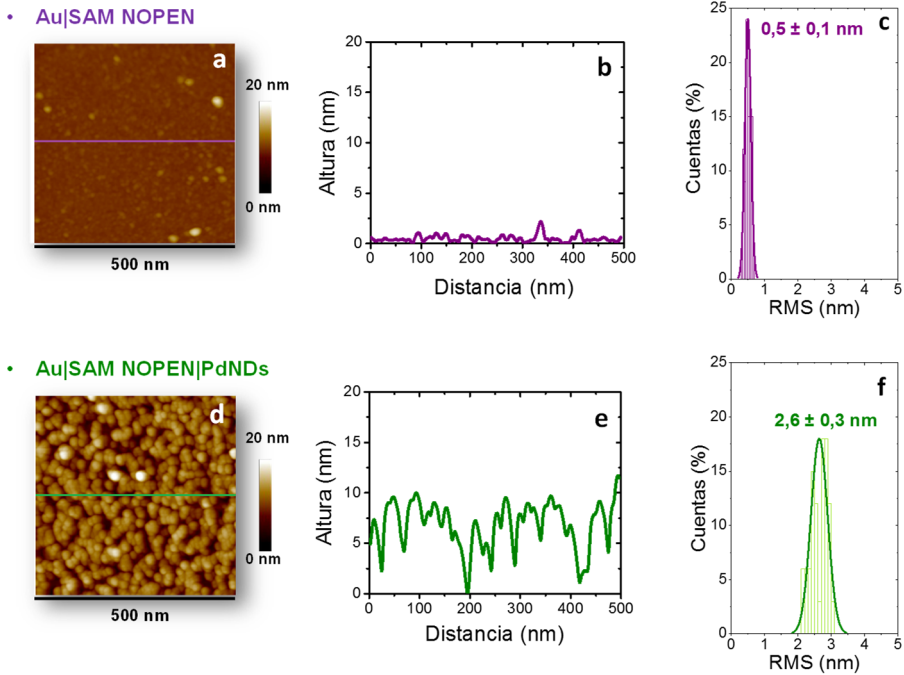 • Au|SAM NOPEN
a
20 nm
0 nm
500 nm
b
Altura (nm)
20
15
10
5
0
0 100 200 300 400 500
Distancia (nm)
c
0,5 ± 0,1 nm
Cuentas (%)
25
20
15
10
5
0
0 1 2 3 4 5
RMS (nm)
• Au|SAM NOPEN|PdNDs
d
20 nm
0 nm
500 nm
e
Altura (nm)
20
15
10
5
0
0 100 200 300 400 500
Distancia (nm)
f
2,6 ± 0,3 nm
Cuentas (%)
25
20
15
10
5
0
0 1 2 3 4 5
RMS (nm)